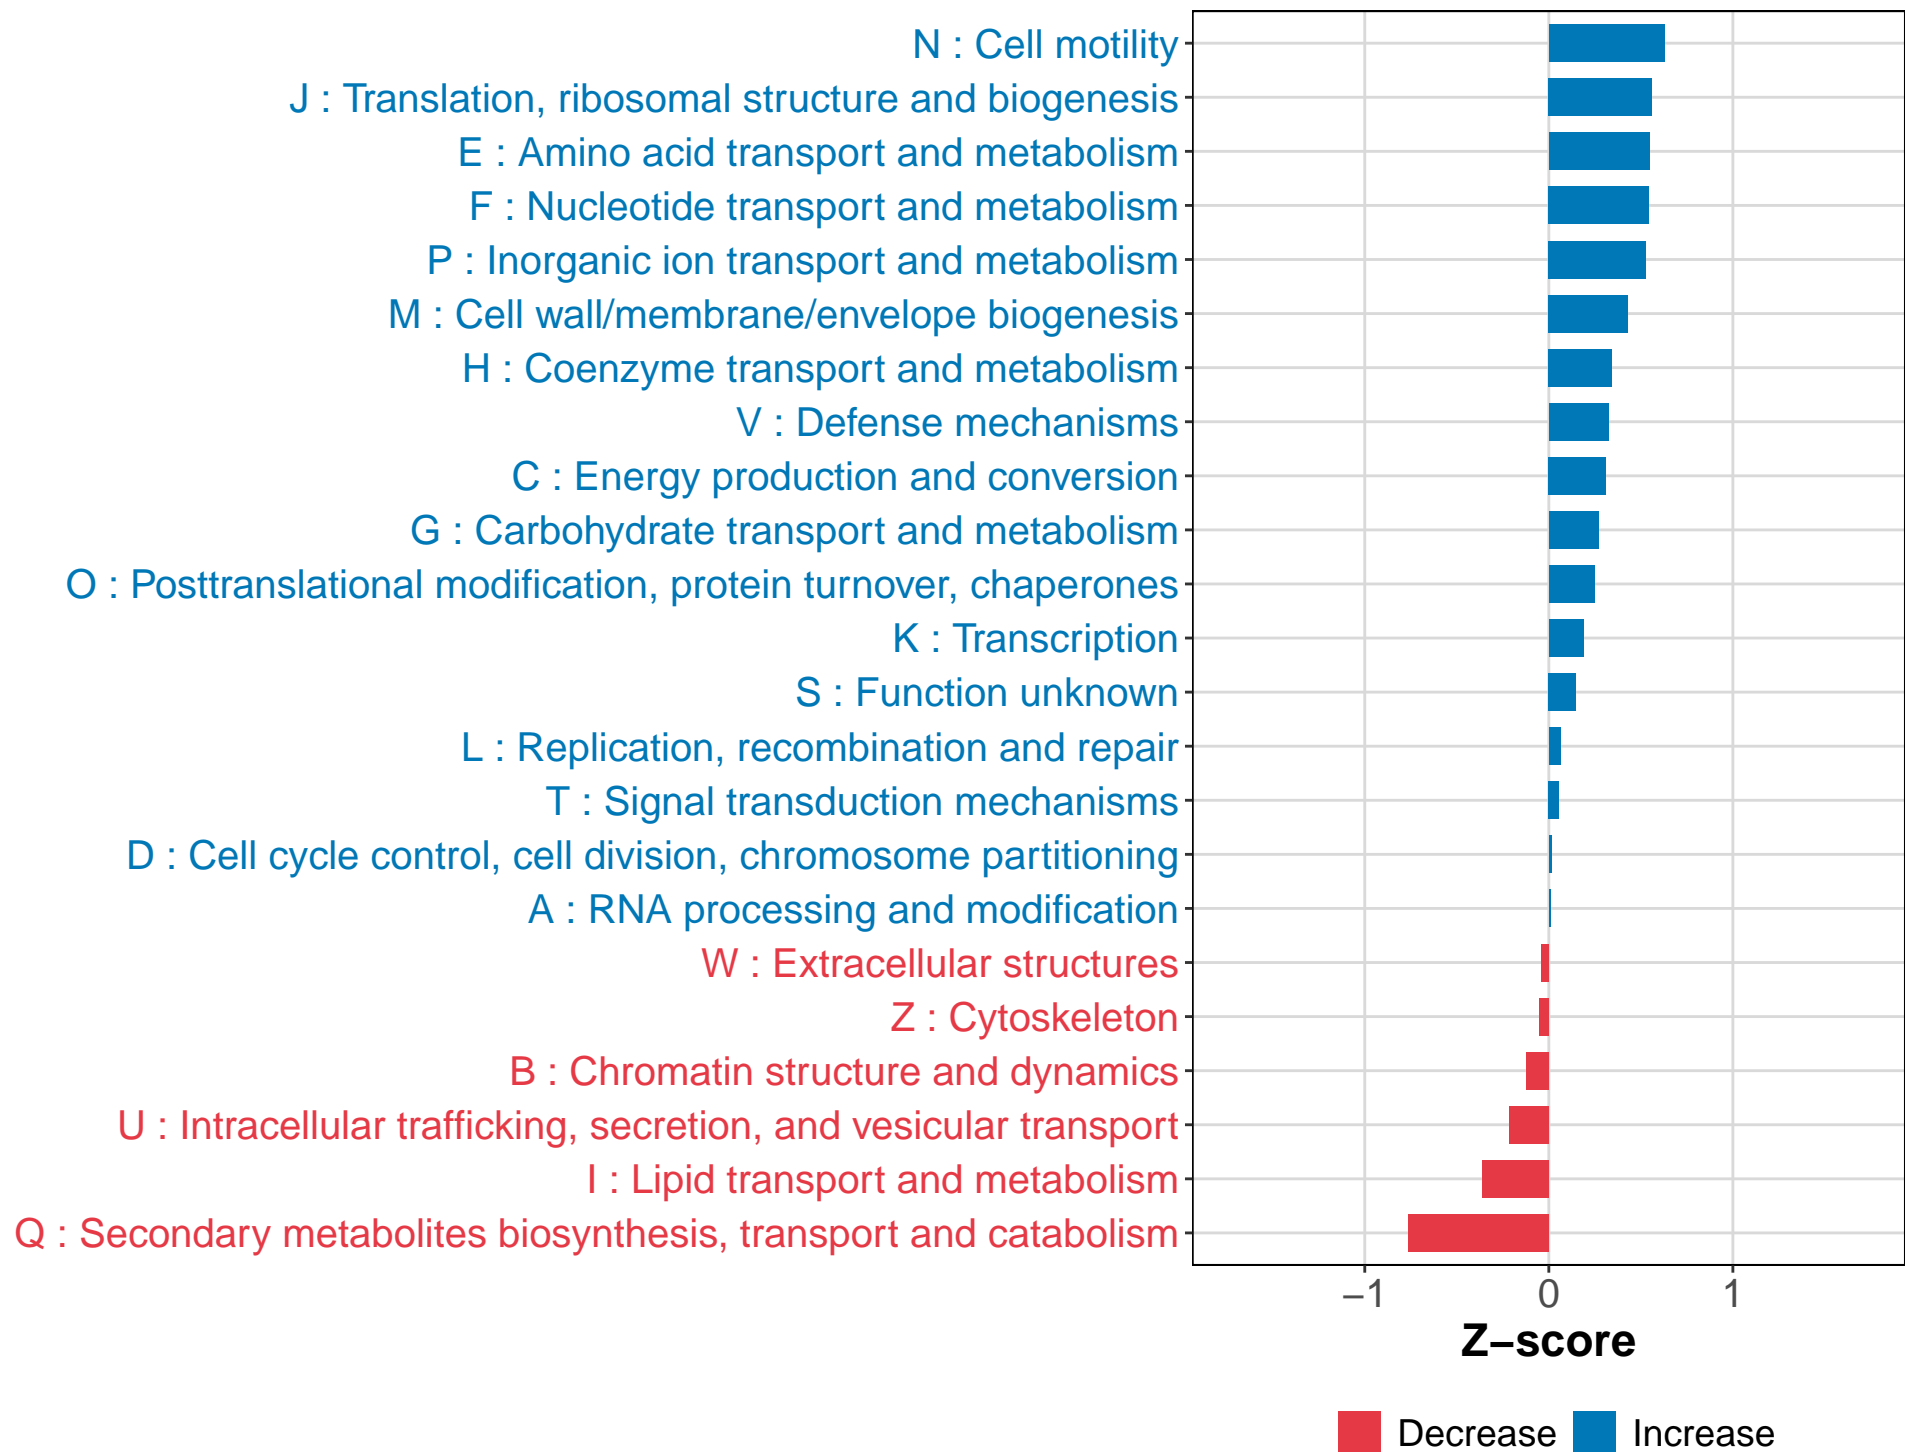 N : Cell motility
J : Translation, ribosomal structure and biogenesis
E : Amino acid transport and metabolism
F : Nucleotide transport and metabolism
P : Inorganic ion transport and metabolism
M : Cell wall/membrane/envelope biogenesis
H : Coenzyme transport and metabolism
V : Defense mechanisms
C : Energy production and conversion
G : Carbohydrate transport and metabolism
O : Posttranslational modification, protein turnover, chaperones
K : Transcription
S : Function unknown
L : Replication, recombination and repair
T : Signal transduction mechanisms
D : Cell cycle control, cell division, chromosome partitioning
A : RNA processing and modification
W : Extracellular structures
Z : Cytoskeleton
B : Chromatin structure and dynamics
U : Intracellular trafficking, secretion, and vesicular transport
I : Lipid transport and metabolism
Q : Secondary metabolites biosynthesis, transport and catabolism
−1 0 1
Z−score
Decrease Increase